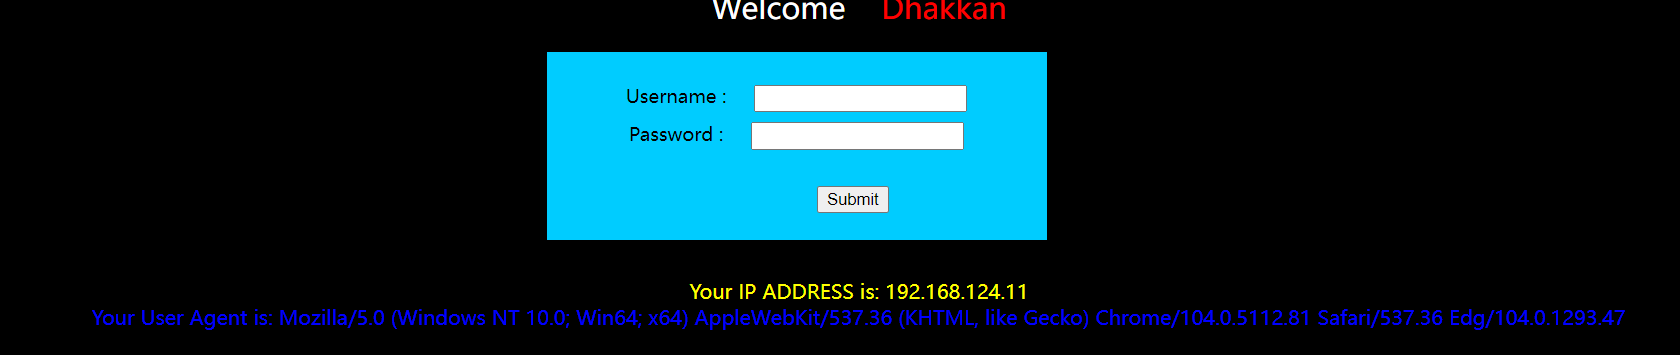 Welcome Dhakkan
Username :
Password :
Submit
Your IP ADDRESS is: 192.168.124.11
Your User Agent is: Mozilla/5.0 (Windows NT 10.0; Win64; x64) AppleWebKit/537.36 (KHTML, like Gecko) Chrome/104.0.5112.81 Safari/537.36 Edg/104.0.1293.47